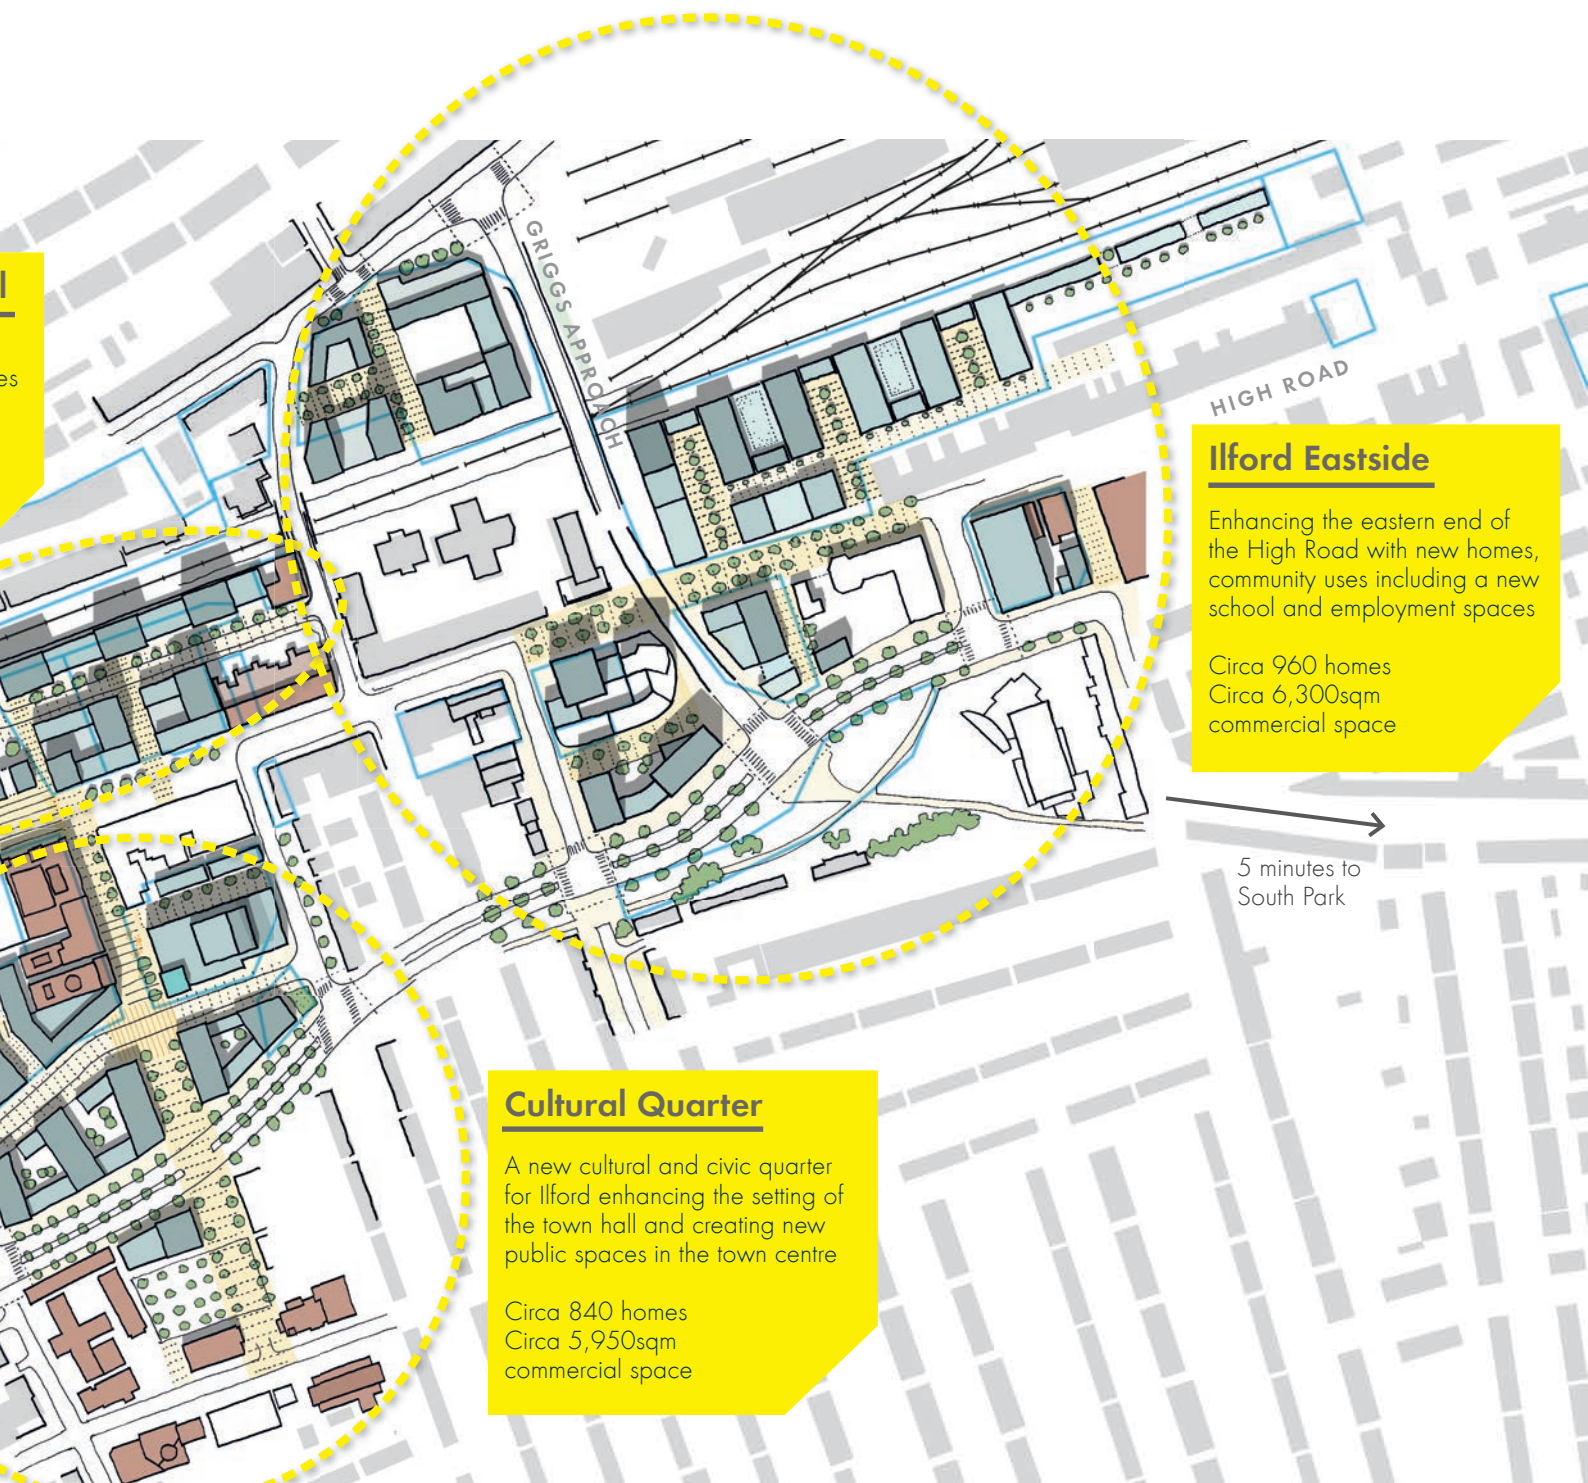 GRIGGS APPROACH
HIGH ROAD
l
es
Ilford Eastside
Enhancing the eastern end of
the High Road with new homes,
community uses including a new
school and employment spaces
Circa 960 homes
Circa 6,300sqm
commercial space
5 minutes to
South Park
Cultural Quarter
A new cultural and civic quarter
for Ilford enhancing the setting of
the town hall and creating new
public spaces in the town centre
Circa 840 homes
Circa 5,950sqm
commercial space